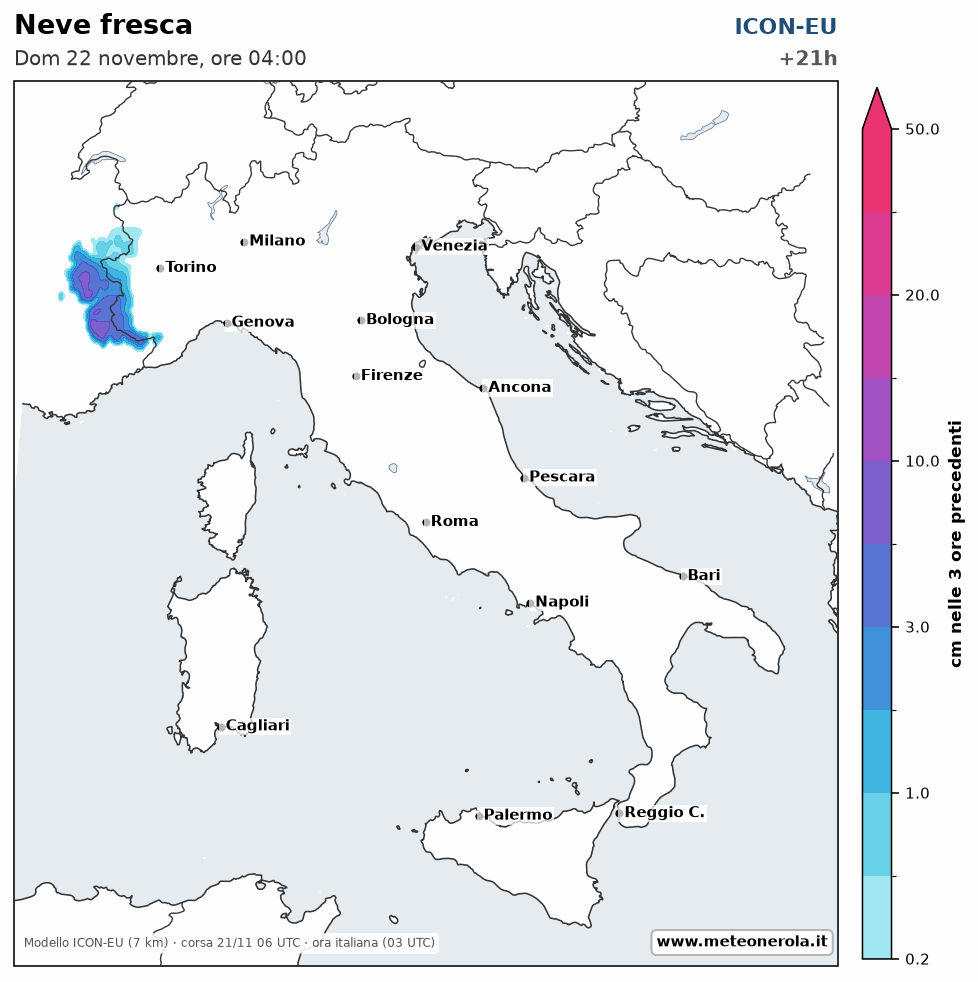 Neve fresca
ICON-EU
Dom 22 novembre, ore 04:00
+21h
50.0
20.0
10.0
3.0
1.0
0.2
cm nelle 3 ore precedenti
Milano
Venezia
Torino
Genova
Bologna
Firenze
Ancona
Pescara
Roma
Bari
Napoli
Cagliari
Palermo
Reggio C.
Modello ICON-EU (7 km) · corsa 21/11 06 UTC · ora italiana (03 UTC)
www.meteonerola.it